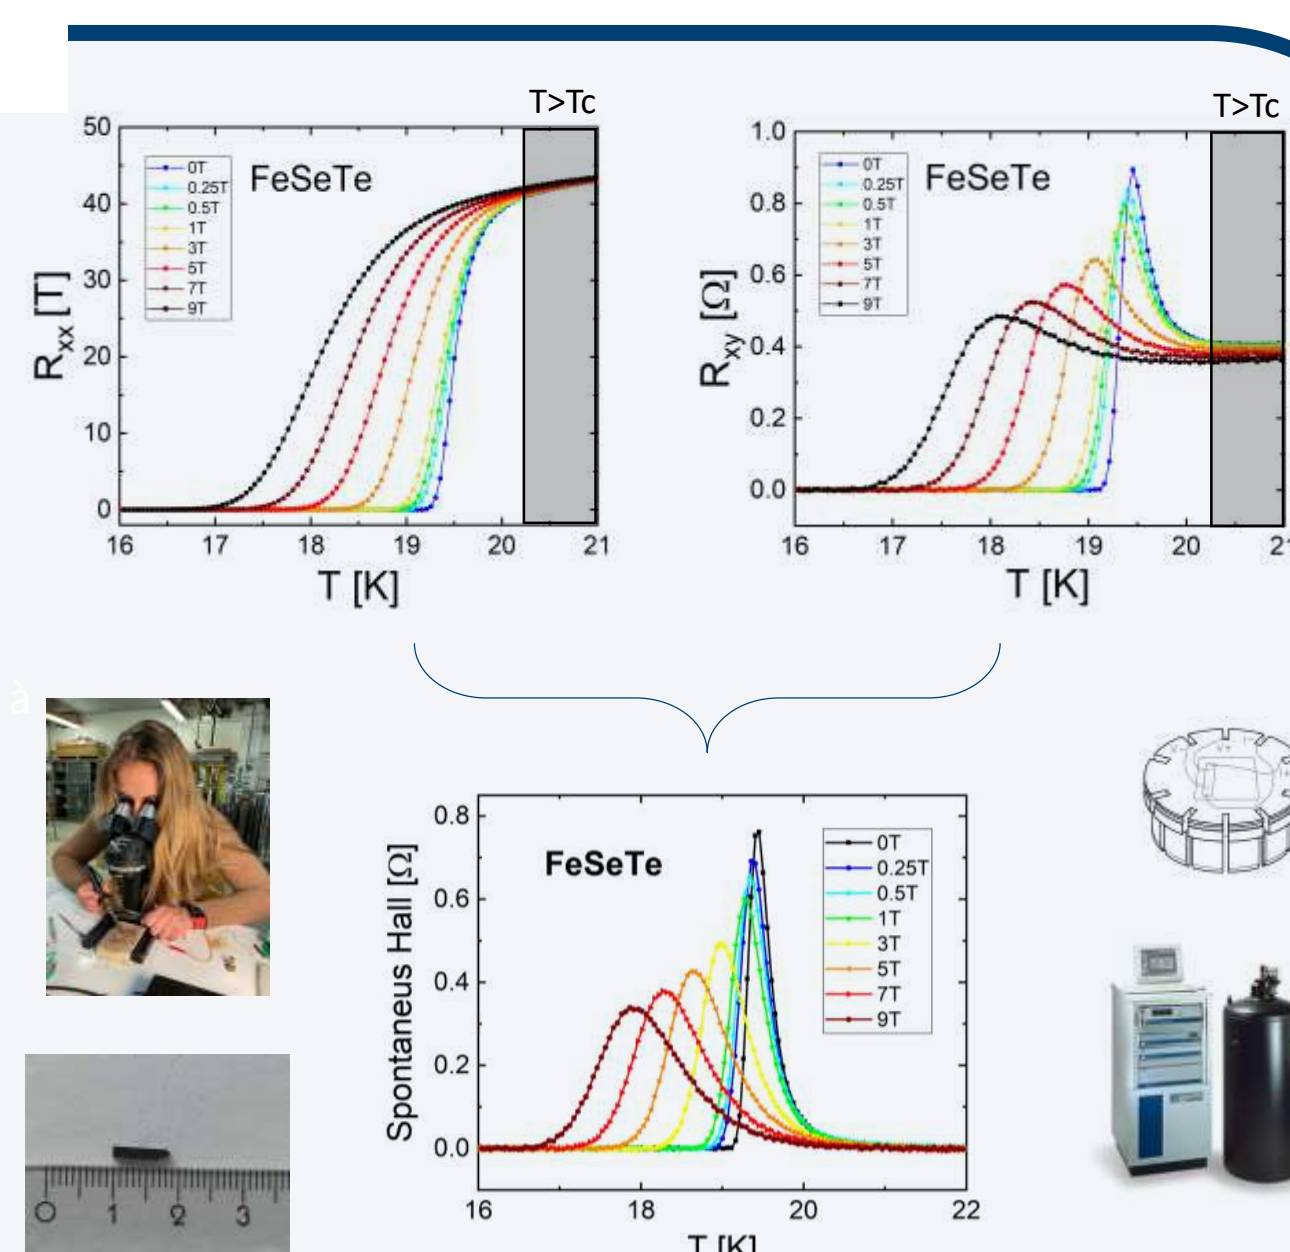 T>Tc
50
40
30
20
10
0
R_xx [T]
0T
0.25T
0.5T
1T
3T
5T
7T
9T
FeSeTe
16 17 18 19 20 21
T [K]
T>Tc
1.0
0.8
0.6
0.4
0.2
0.0
R_xy [Ω]
0T
0.25T
0.5T
1T
3T
5T
7T
9T
FeSeTe
16 17 18 19 20
T [K]
à
0.8
0.6
0.4
0.2
0.0
Spontaneus Hall [Ω]
FeSeTe
0T
0.25T
0.5T
1T
3T
5T
7T
9T
16 18 20 22
T [K]
0 1 2 3